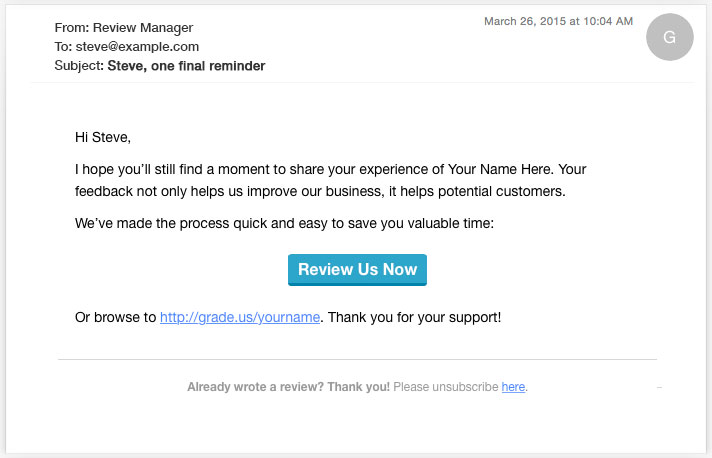 From: Review Manager
March 26, 2015 at 10:04 AM
G
To: steve@example.com
Subject: Steve, one final reminder
Hi Steve,
I hope you’ll still find a moment to share your experience of Your Name Here. Your
feedback not only helps us improve our business, it helps potential customers.
We’ve made the process quick and easy to save you valuable time:
Review Us Now
Or browse to http://grade.us/yourname. Thank you for your support!
Already wrote a review? Thank you! Please unsubscribe here.